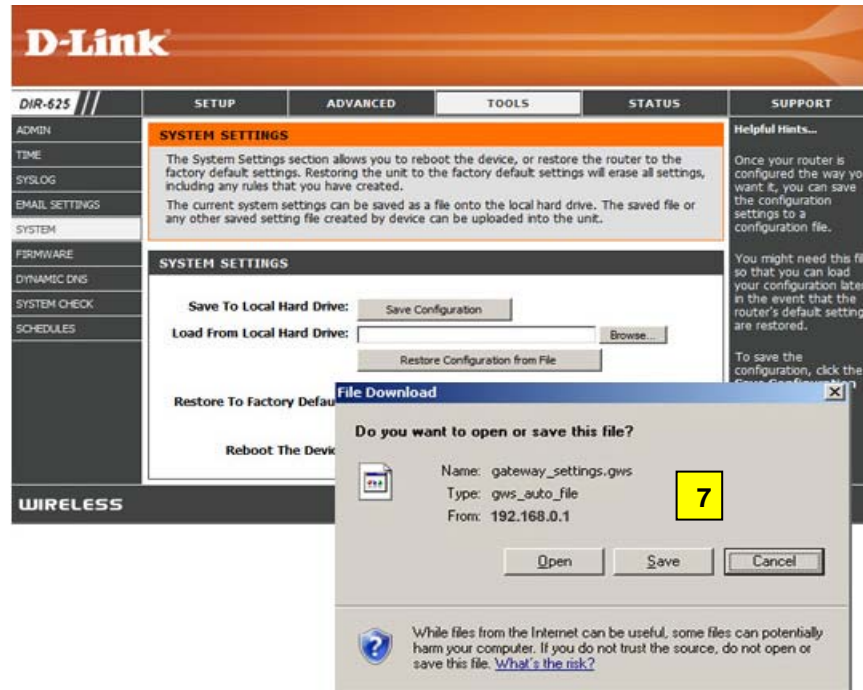 D-Link
DIR-625
SETUP
ADVANCED
TOOLS
STATUS
SUPPORT
ADMIN
TIME
SYSLOG
EMAIL SETTINGS
SYSTEM
FIRMWARE
DYNAMIC DNS
SYSTEM CHECK
SCHEDULES
SYSTEM SETTINGS
The System Settings section allows you to reboot the device, or restore the router to the
factory default settings. Restoring the unit to the factory default settings will erase all settings,
including any rules that you have created.
The current system settings can be saved as a file onto the local hard drive. The saved file or
any other saved setting file created by device can be uploaded into the unit.
SYSTEM SETTINGS
Save To Local Hard Drive:
Save Configuration
Load From Local Hard Drive:
Browse...
Restore Configuration from File
Restore To Factory
Reboot The
Helpful Hints...
Once your router is
configured the way
want it, you can save
the configuration
settings to a
configuration file.
You might need this
so that you can load
your configuration
in the event that the
router's default
are restored.
To save the
configuration, click the
WIRELESS
File Download
Do you want to open or save this file?
Name: gateway_settings.gws
Type: gws_auto_file
From: 192.168.0.1
7
Open
Save
Cancel
While files from the Internet can be useful, some files can potentially
harm your computer. If you do not trust the source, do not open or
save this file. What's the risk?